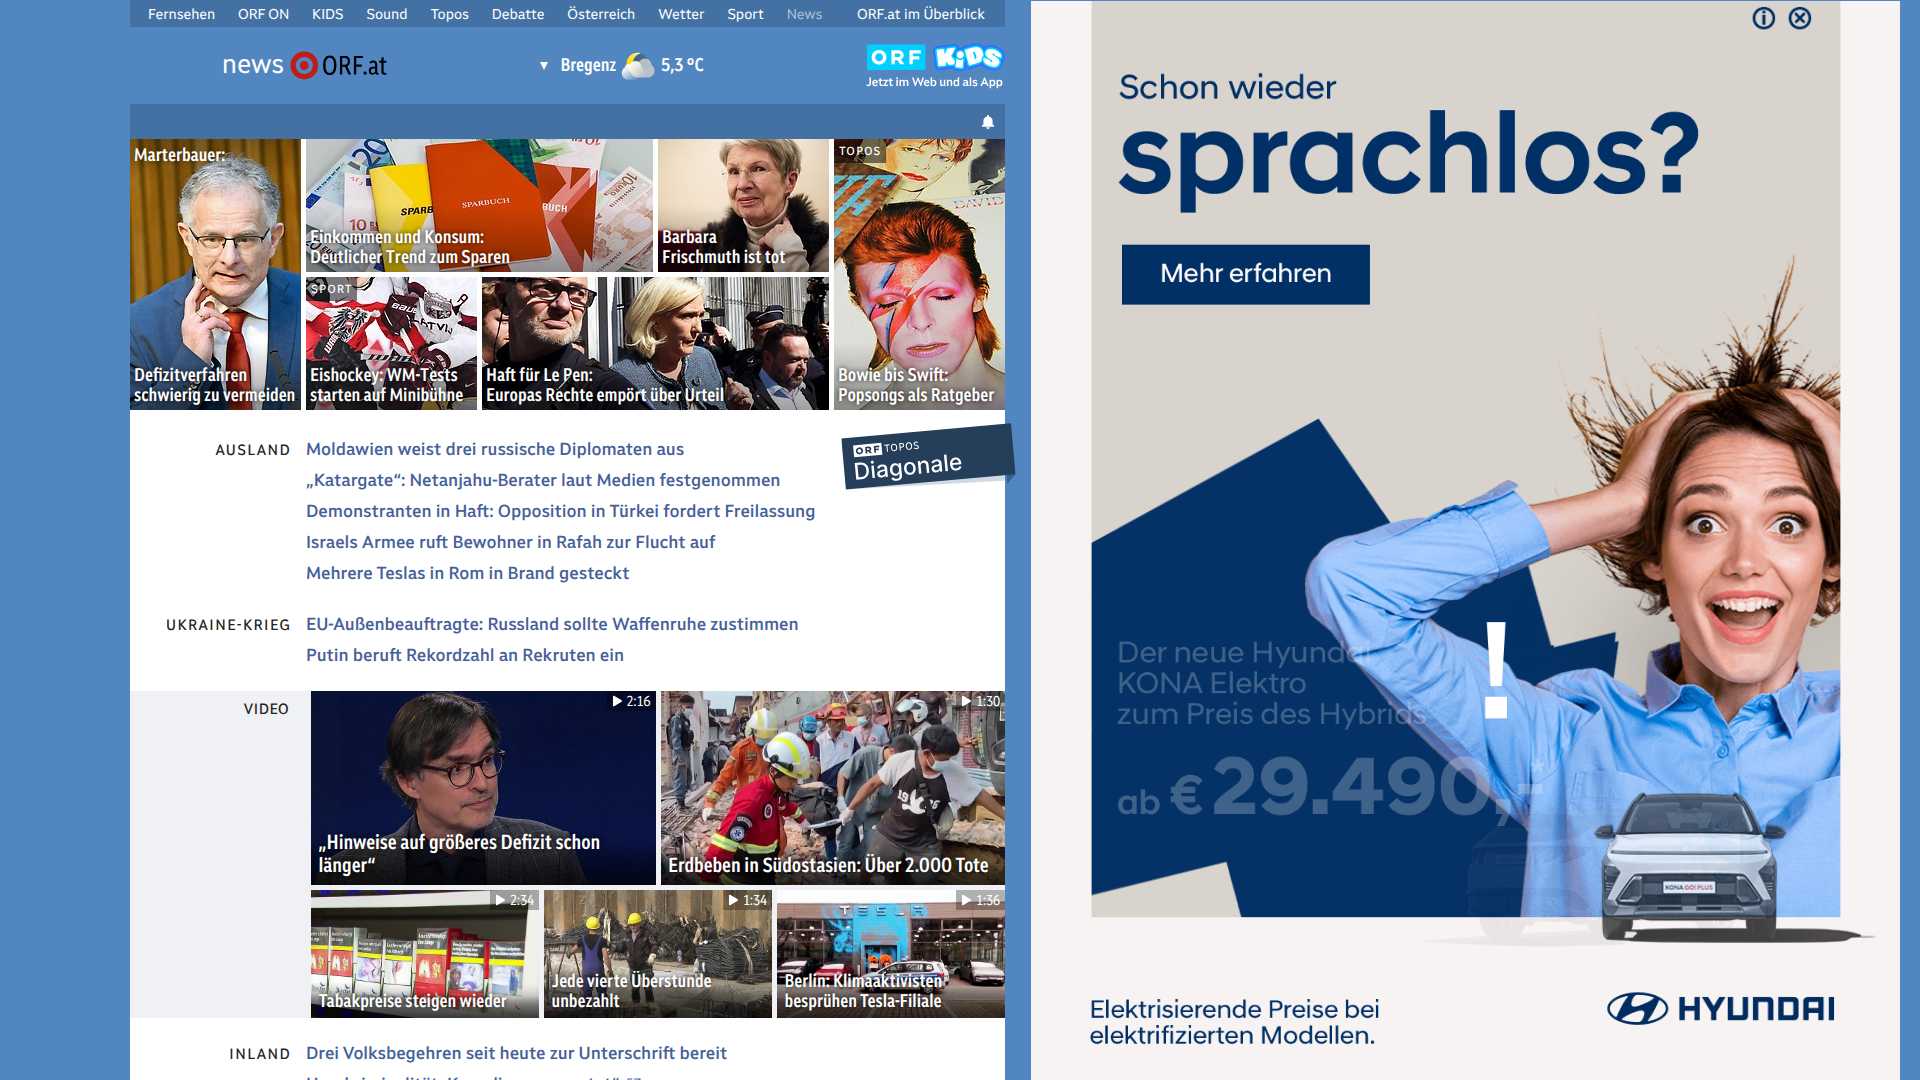 Fernsehen ORF ON KIDS Sound Topos Debatte Österreich Wetter Sport News ORF.at im Überblick
news ORF.at
Bregenz 5,3 °C
ORF KIDS
Jetzt im Web und als App
Marterbauer:
Defizitverfahren
schwierig zu vermeiden
SPARBUCH
Einkommen und Konsum:
Deutlicher Trend zum Sparen
Barbara
Frischmuth ist tot
TOPOS
DAVID
Bowie bis Swift:
Popsongs als Ratgeber
SPORT
Eishockey: WM-Tests
starten auf Minibühne
Haft für Le Pen:
Europas Rechte empört über Urteil
AUSLAND
Moldawien weist drei russische Diplomaten aus
„Katargate“: Netanjahu-Berater laut Medien festgenommen
Demonstranten in Haft: Opposition in Türkei fordert Freilassung
Israels Armee ruft Bewohner in Rafah zur Flucht auf
Mehrere Teslas in Rom in Brand gesteckt
ORF TOPOS
Diagonale
UKRAINE-KRIEG
EU-Außenbeauftragte: Russland sollte Waffenruhe zustimmen
Putin beruft Rekordzahl an Rekruten ein
VIDEO
2:16
„Hinweise auf größeres Defizit schon
länger“
1:30
Erdbeben in Südostasien: Über 2.000 Tote
2:34
Tabakpreise steigen wieder
1:34
Jede vierte Überstunde
unbezahlt
1:36
TESLA
Berlin: Klimaaktivisten
besprühen Tesla-Filiale
INLAND
Drei Volksbegehren seit heute zur Unterschrift bereit
Schon wieder
sprachlos?
Mehr erfahren
!
Der neue Hyundai
KONA Elektro
zum Preis des Hybrids
ab € 29.490,-*
KONA GO! PLUS
Elektrisierende Preise bei
elektrifizierten Modellen.
HYUNDAI